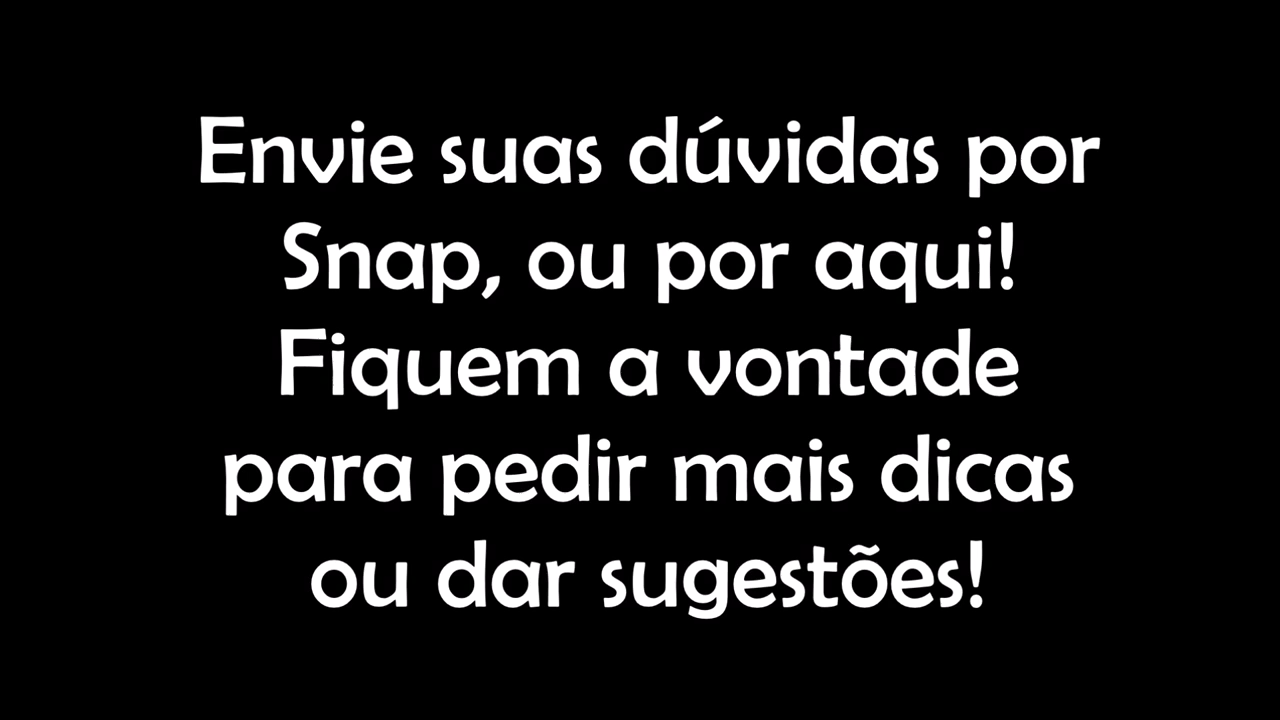 Envie suas dúvidas por
Snap, ou por aqui!
Fiquem a vontade
para pedir mais dicas
ou dar sugestões!